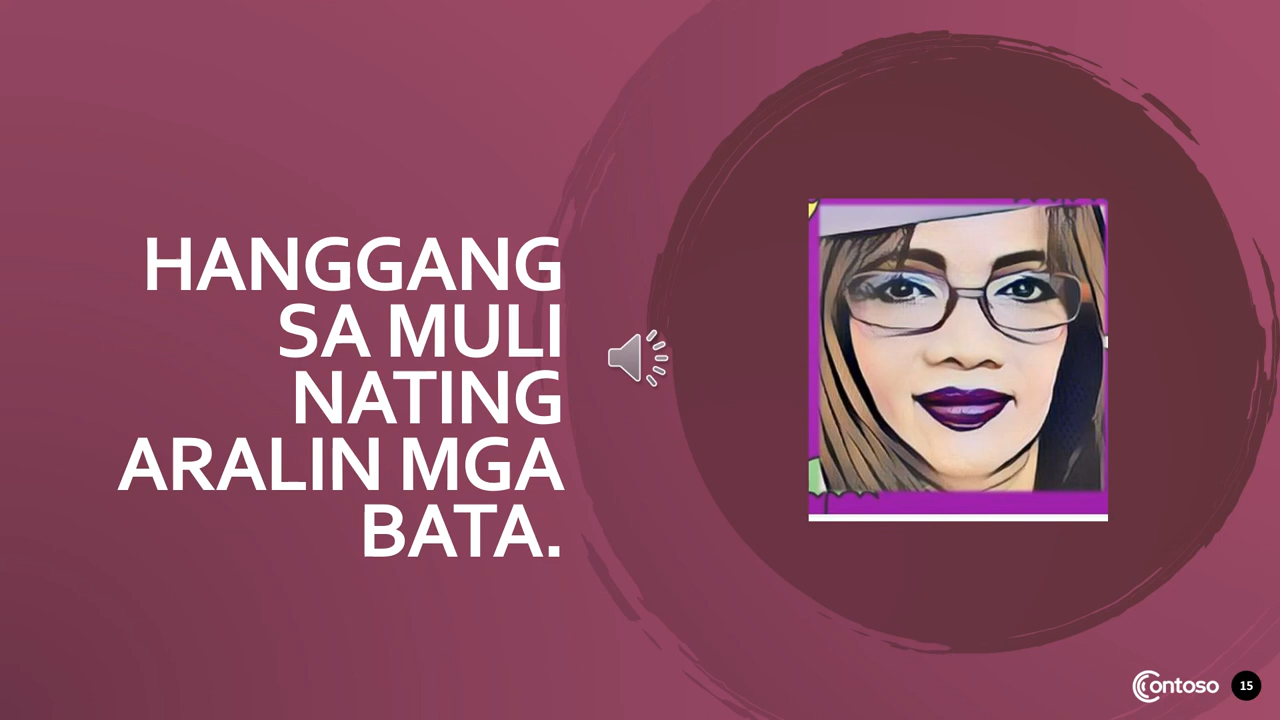 HANGGANG
SA MULI
NATING
ARALIN MGA
BATA.
Contoso
15